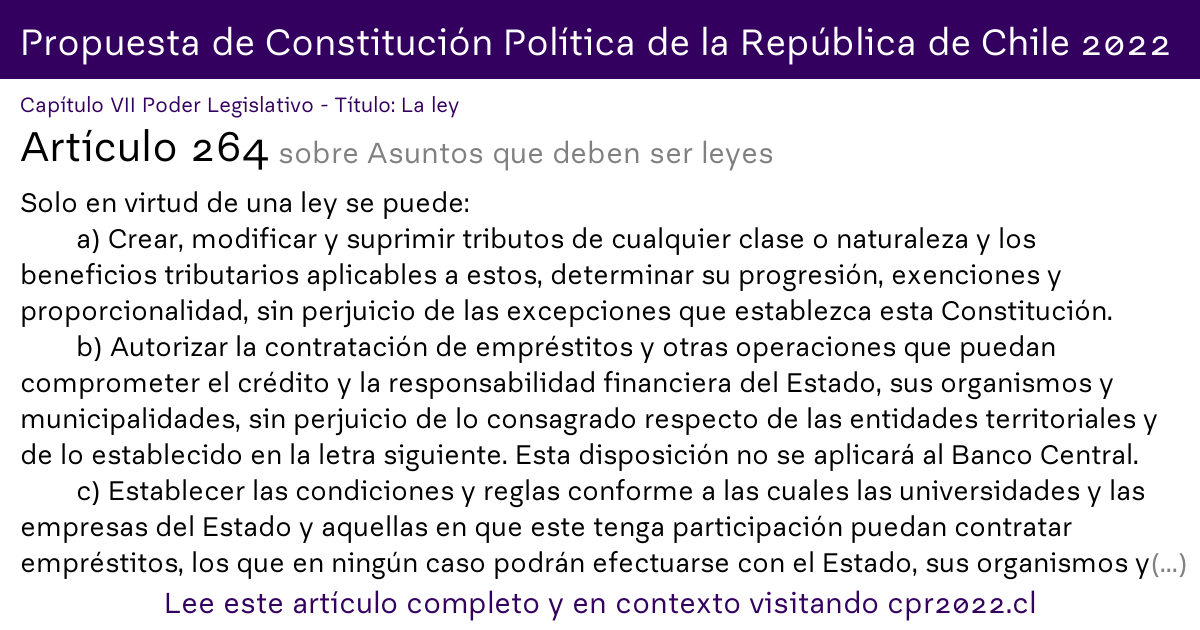 Propuesta de Constitución Política de la República de Chile 2022
Capítulo VII Poder Legislativo - Título: La ley
Artículo 264 sobre Asuntos que deben ser leyes
Solo en virtud de una ley se puede:
a) Crear, modificar y suprimir tributos de cualquier clase o naturaleza y los
beneficios tributarios aplicables a estos, determinar su progresión, exenciones y
proporcionalidad, sin perjuicio de las excepciones que establezca esta Constitución.
b) Autorizar la contratación de empréstitos y otras operaciones que puedan
comprometer el crédito y la responsabilidad financiera del Estado, sus organismos y
municipalidades, sin perjuicio de lo consagrado respecto de las entidades territoriales y
de lo establecido en la letra siguiente. Esta disposición no se aplicará al Banco Central.
c) Establecer las condiciones y reglas conforme a las cuales las universidades y las
empresas del Estado y aquellas en que este tenga participación puedan contratar
empréstitos, los que en ningún caso podrán efectuarse con el Estado, sus organismos y(...)
Lee este artículo completo y en contexto visitando cpr2022.cl